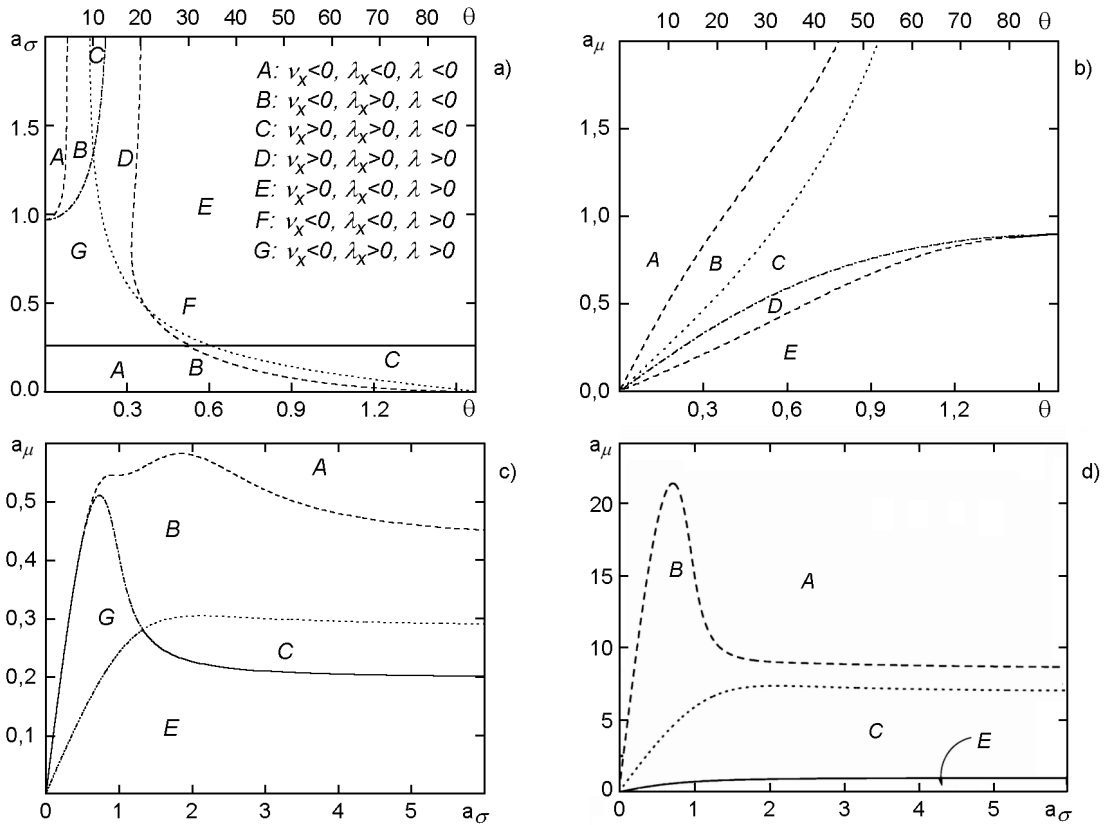 10 20 30 40 50 60 70 80 θ
a_σ
1.5
1.0
0.5
0.0
0.3 0.6 0.9 1.2 θ
a)
A: ν_x<0, λ_x<0, λ <0
B: ν_x<0, λ_x>0, λ <0
C: ν_x>0, λ_x>0, λ <0
D: ν_x>0, λ_x>0, λ >0
E: ν_x>0, λ_x<0, λ >0
F: ν_x<0, λ_x<0, λ >0
G: ν_x<0, λ_x>0, λ >0
C
A B D
E
G
F
A B C
10 20 30 40 50 60 70 80 θ
a_μ
1,5
1,0
0,5
0,0
0,3 0,6 0,9 1,2 θ
b)
A B C
D
E
a_μ
0,5
0,4
0,3
0,2
0,1
0 1 2 3 4 5 a_σ
c)
A
B
G
C
E
a_μ
20
15
10
5
0
0 1 2 3 4 5 a_σ
d)
B A
C
E